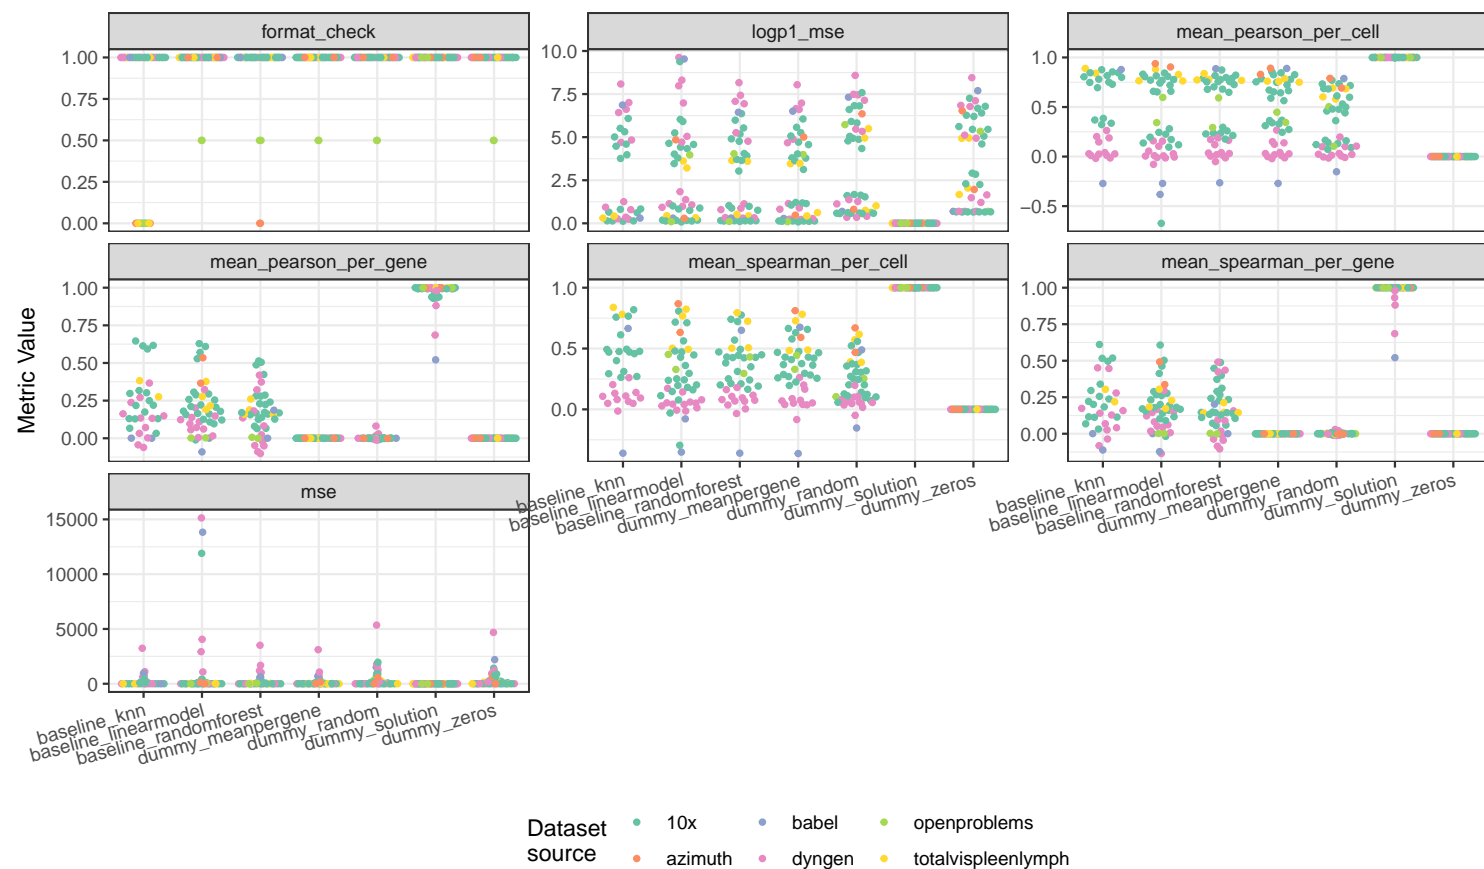 format_check
logp1_mse
mean_pearson_per_cell
1.00
0.75
0.50
0.25
0.00
10.0
7.5
5.0
2.5
0.0
1.0
0.5
0.0
−0.5
mean_pearson_per_gene
mean_spearman_per_cell
mean_spearman_per_gene
1.00
0.75
0.50
0.25
0.00
1.0
0.5
0.0
1.00
0.75
0.50
0.25
0.00
Metric Value
baseline_knn
baseline_linearmodel
baseline_randomforest
dummy_meanpergene
dummy_random
dummy_solution
dummy_zeros
baseline_knn
baseline_linearmodel
baseline_randomforest
dummy_meanpergene
dummy_random
dummy_solution
dummy_zeros
mse
15000
10000
5000
0
baseline_knn
baseline_linearmodel
baseline_randomforest
dummy_meanpergene
dummy_random
dummy_solution
dummy_zeros
Dataset
source
10x
babel
openproblems
azimuth
dyngen
totalvispleenlymph